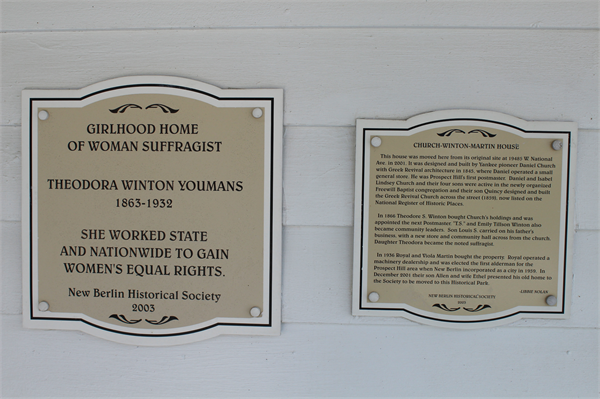 GIRLHOOD HOME
OF WOMAN SUFFRAGIST
THEODORA WINTON YOUMANS
1863-1932
SHE WORKED STATE
AND NATIONWIDE TO GAIN
WOMEN'S EQUAL RIGHTS.
New Berlin Historical Society
2003
CHURCH-WINTON-MARTIN HOUSE
This house was moved here from its original site at 19405 W. National
Ave. in 2001. It was designed and built by Yankee pioneer Daniel Church
with Greek Revival architecture in 1845, where Daniel operated a small
general store. He was Prospect Hill's first postmaster. Daniel and Isabel
Lindsey Church and their four sons were active in the newly organized
Freewill Baptist congregation and their son Quincy designed and built
the Greek Revival Church across the street (1859), now listed on the
National Register of Historic Places.
In 1866 Theodore S. Winton bought Church's holdings and was
appointed the next Postmaster. "T.S." and Emily Tillson Winton also
became community leaders. Son Louis S. carried on his father's
business, with a new store and community hall across from the church.
Daughter Theodora became the noted suffragist.
In 1936 Royal and Viola Martin bought the property. Royal operated a
machinery dealership and was elected the first alderman for the
Prospect Hill area when New Berlin incorporated as a city in 1959. In
December 2001 their son Allen and wife Ethel presented his old home to
the Society to be moved to this Historical Park.
LIBBIE NOLAN
NEW BERLIN HISTORICAL SOCIETY